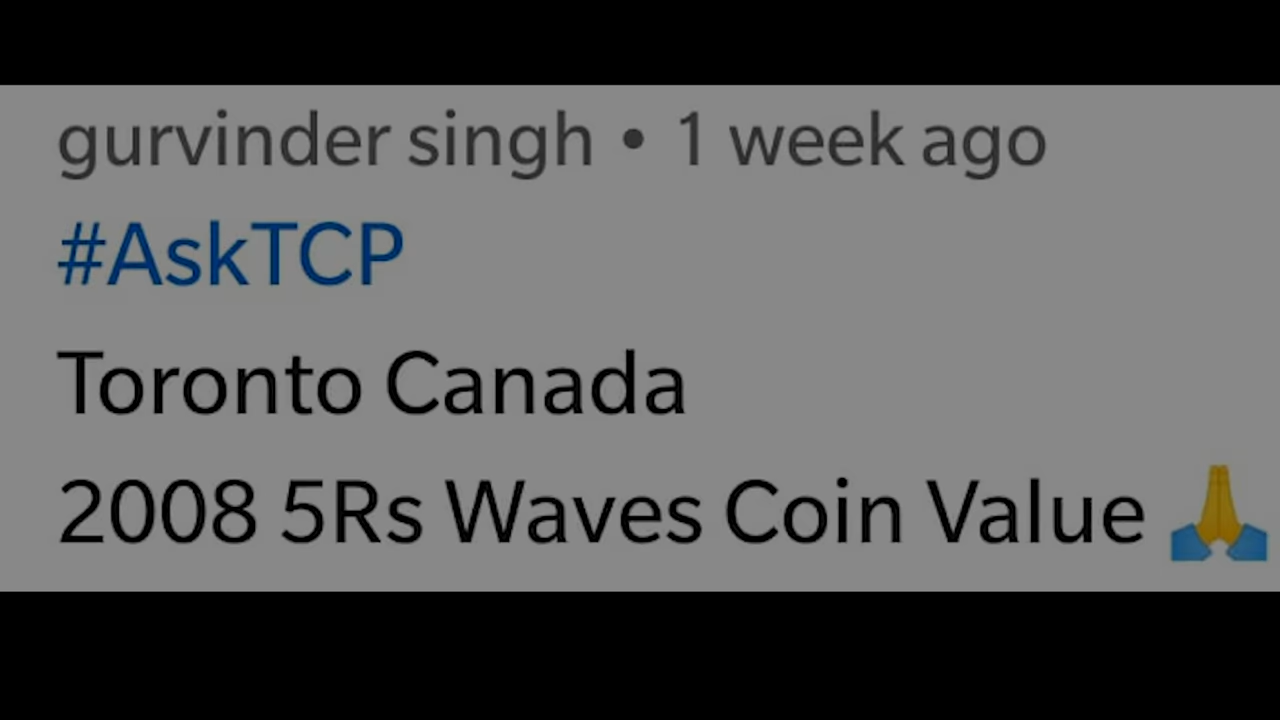 gurvinder singh • 1 week ago
#AskTCP
Toronto Canada
2008 5Rs Waves Coin Value 🙏